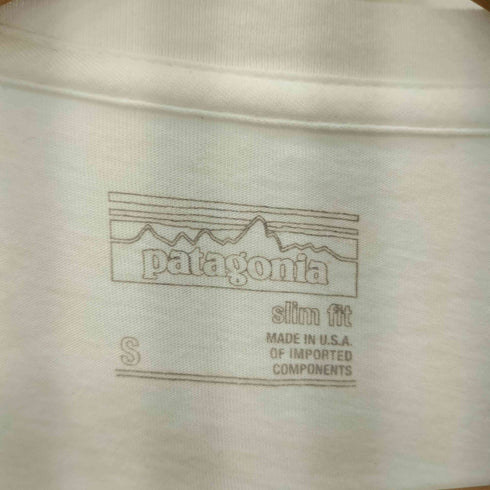 patagonia
slim fit
S
MADE IN U.S.A.
OF IMPORTED
COMPONENTS